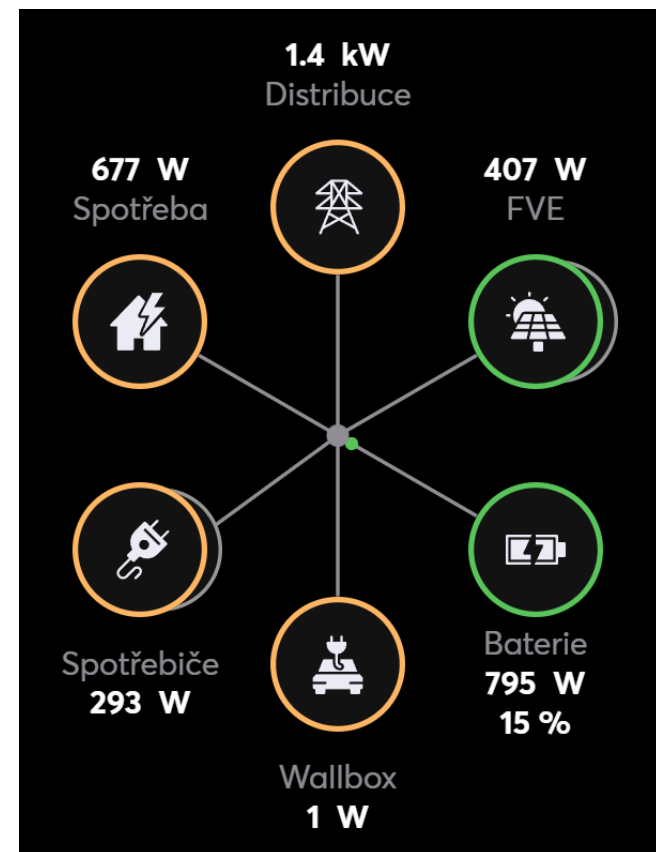 1.4 kW
Distribuce
677 W
Spotřeba
407 W
FVE
Spotřebiče
293 W
Baterie
795 W
15 %
Wallbox
1 W